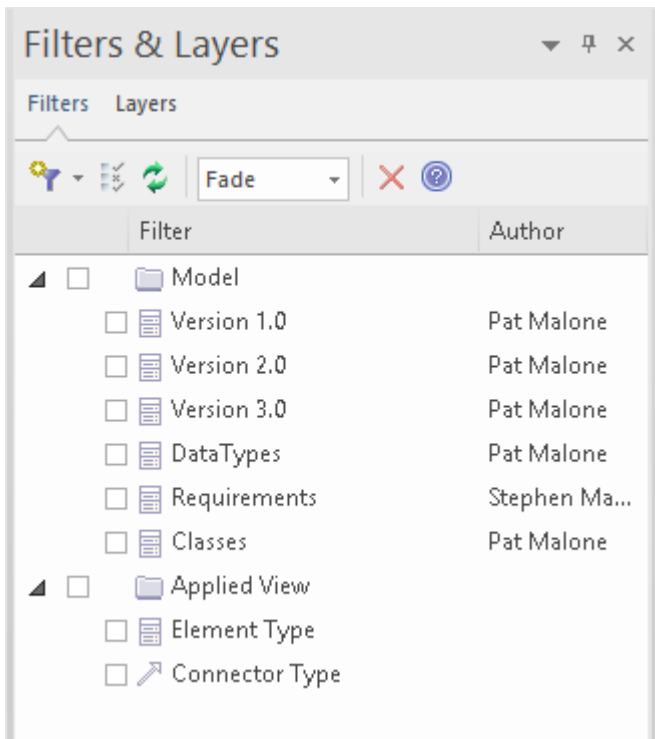 Filters & Layers
Filters Layers
Fade
Filter Author
Model
Version 1.0 Pat Malone
Version 2.0 Pat Malone
Version 3.0 Pat Malone
DataTypes Pat Malone
Requirements Stephen Ma...
Classes Pat Malone
Applied View
Element Type
Connector Type